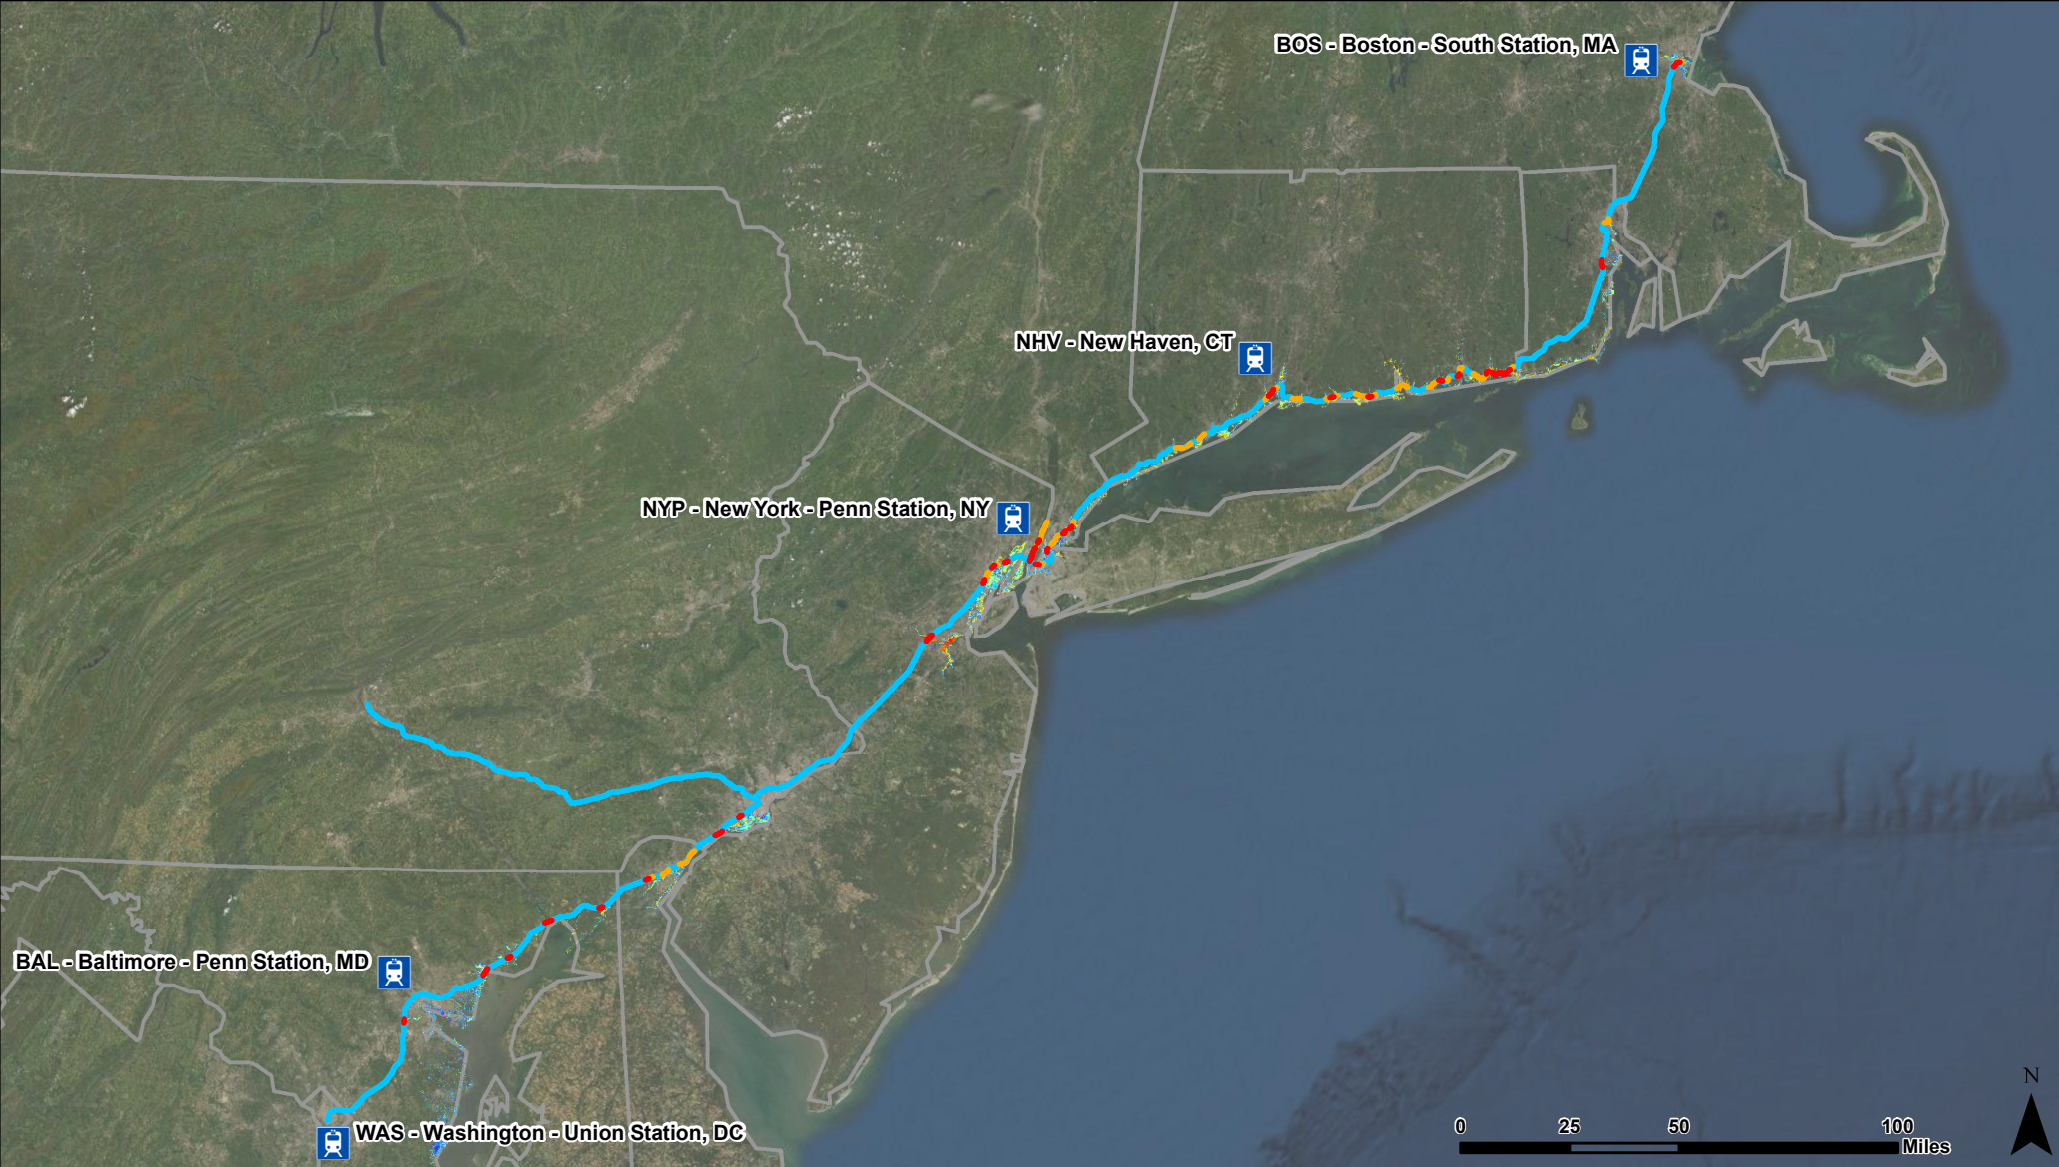 BOS - Boston - South Station, MA
NHV - New Haven, CT
NYP - New York - Penn Station, NY
BAL - Baltimore - Penn Station, MD
WAS - Washington - Union Station, DC
N
0 25 50 100
Miles